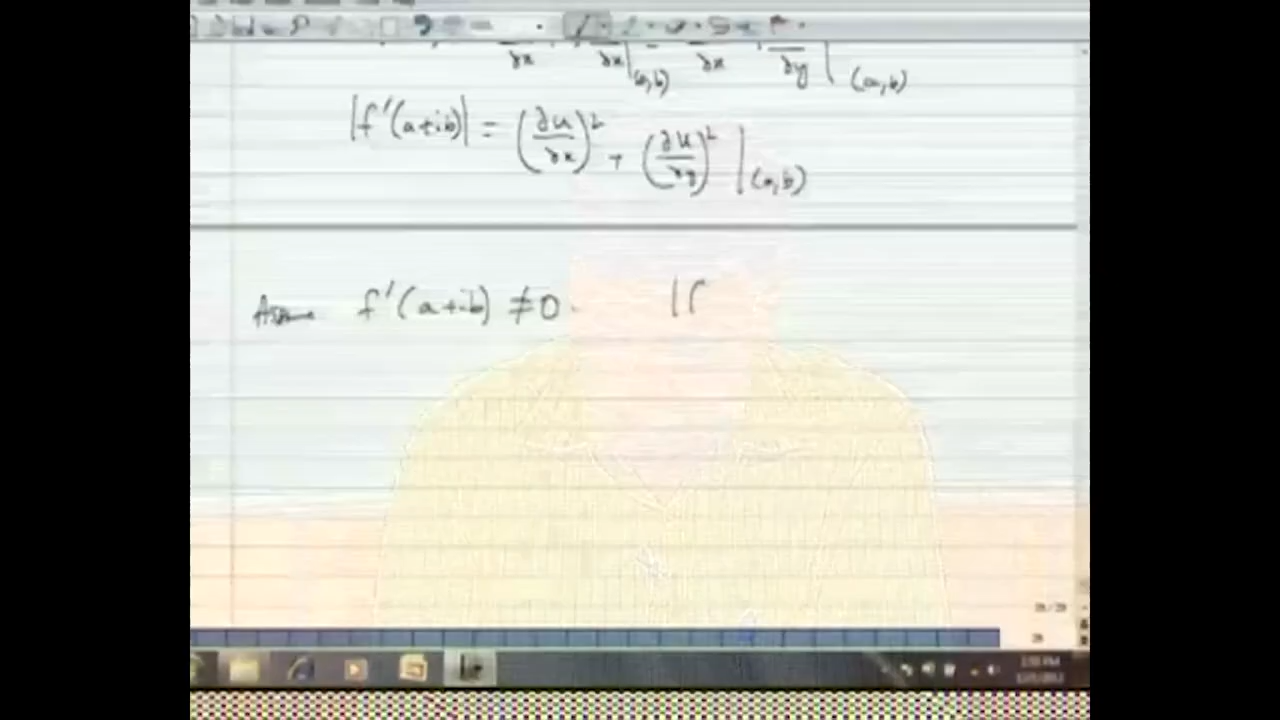 ∂x ∂x|(a,b) ∂x ∂y|(a,b)
|f'(a+ib)| = (∂u/∂x)² + (∂u/∂y)² |(a,b)
Assume f'(a+ib) ≠ 0. |f